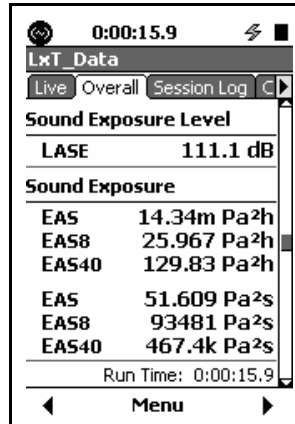 0:00:15.9
LxT_Data
Live Overall Session Log C
Sound Exposure Level
LASE 111.1 dB
Sound Exposure
EAS 14.34m Pa²h
EAS8 25.967 Pa²h
EAS40 129.83 Pa²h
EAS 51.609 Pa²s
EAS8 93481 Pa²s
EAS40 467.4k Pa²s
Run Time: 0:00:15.9
Menu